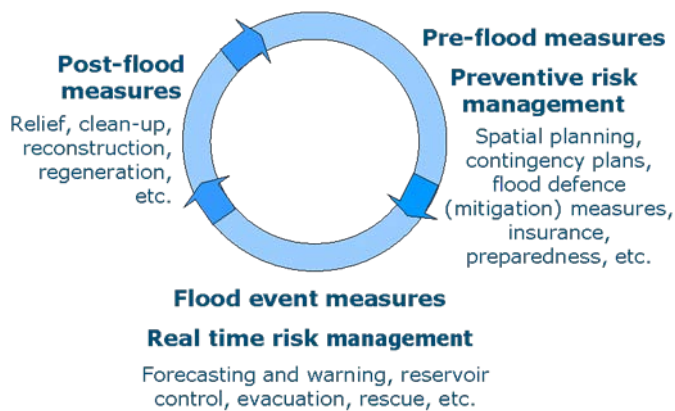 Pre-flood measures
Preventive risk
management
Spatial planning,
contingency plans,
flood defence
(mitigation) measures,
insurance,
preparedness, etc.
Flood event measures
Real time risk management
Forecasting and warning, reservoir
control, evacuation, rescue, etc.
Post-flood
measures
Relief, clean-up,
reconstruction,
regeneration,
etc.